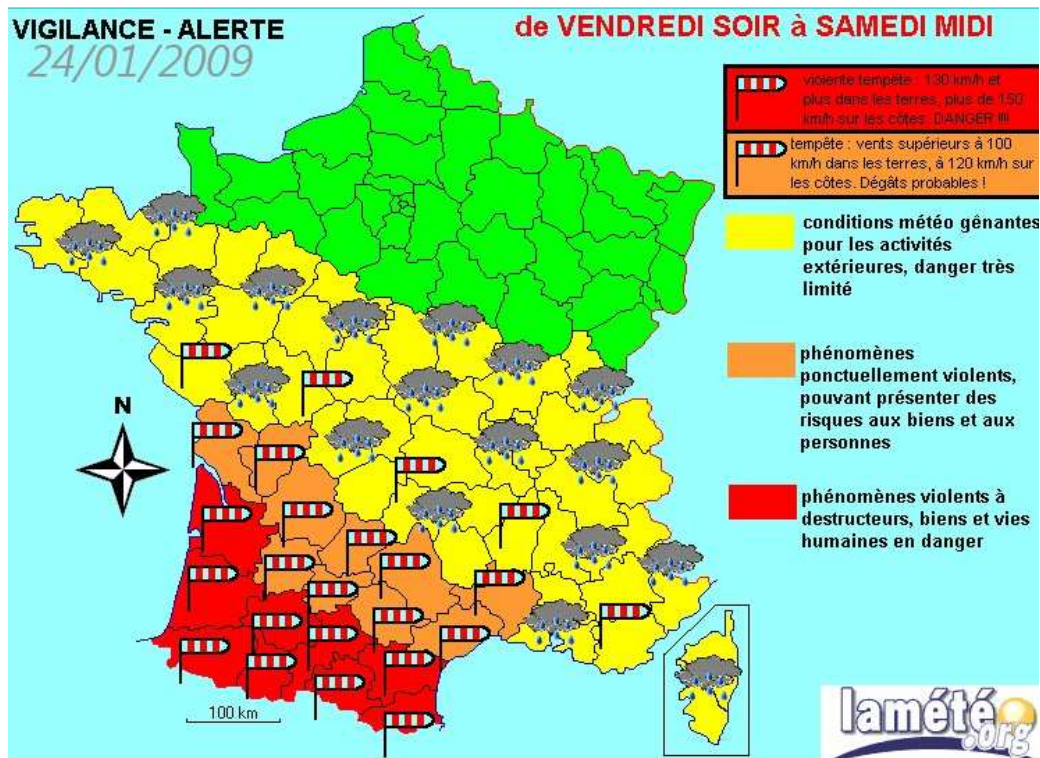 VIGILANCE - ALERTE
24/01/2009
de VENDREDI SOIR à SAMEDI MIDI
violente tempête : 130 km/h et
plus dans les terres, plus de 150
km/h sur les côtes. DANGER !!!!
tempête : vents supérieurs à 100
km/h dans les terres, à 120 km/h sur
les côtes. Dégâts probables !
conditions météo gênantes
pour les activités
extérieures, danger très
limité
phénomènes
ponctuellement violents,
pouvant présenter des
risques aux biens et aux
personnes
phénomènes violents à
destructeurs, biens et vies
humaines en danger
N
100 km
lamétéo
.org